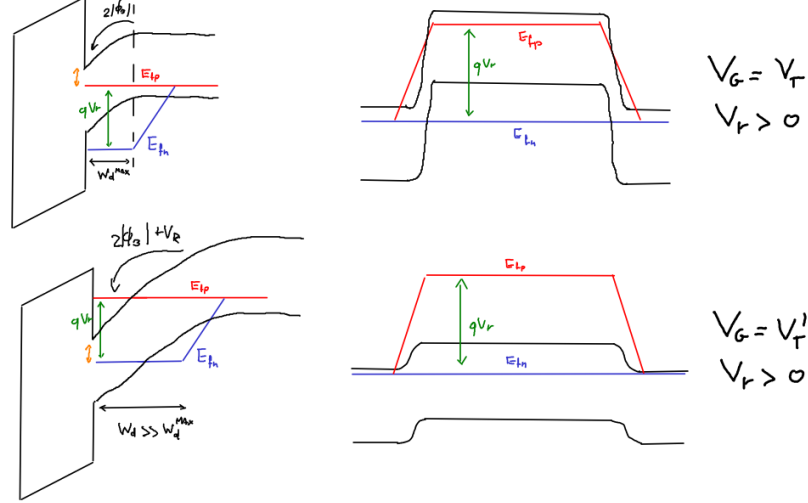 2|ϕ_B|
E_fp
qV_r
E_fn
W_d^MAX
E_fp
qV_r
E_fn
V_G = V_T
V_r > 0
2|ϕ_B|+V_R
E_fp
qV_r
E_fn
W_d >> W_d^MAX
E_fp
qV_r
E_fn
V_G = V_T'
V_r > 0